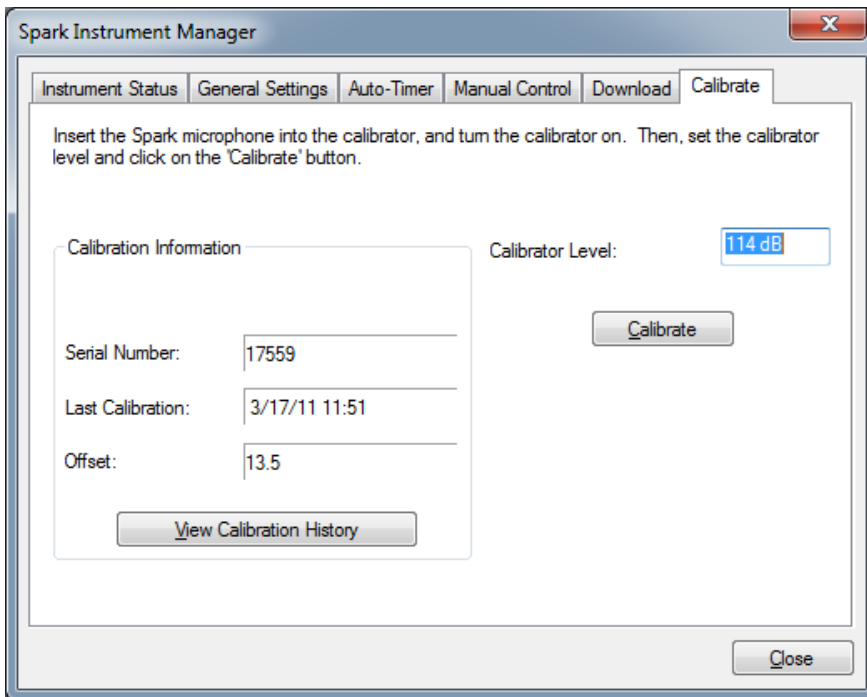 Spark Instrument Manager
Instrument Status General Settings Auto-Timer Manual Control Download Calibrate
Insert the Spark microphone into the calibrator, and turn the calibrator on. Then, set the calibrator
level and click on the 'Calibrate' button.
Calibration Information
Calibrator Level: 114 dB
Calibrate
Serial Number: 17559
Last Calibration: 3/17/11 11:51
Offset: 13.5
View Calibration History
Close